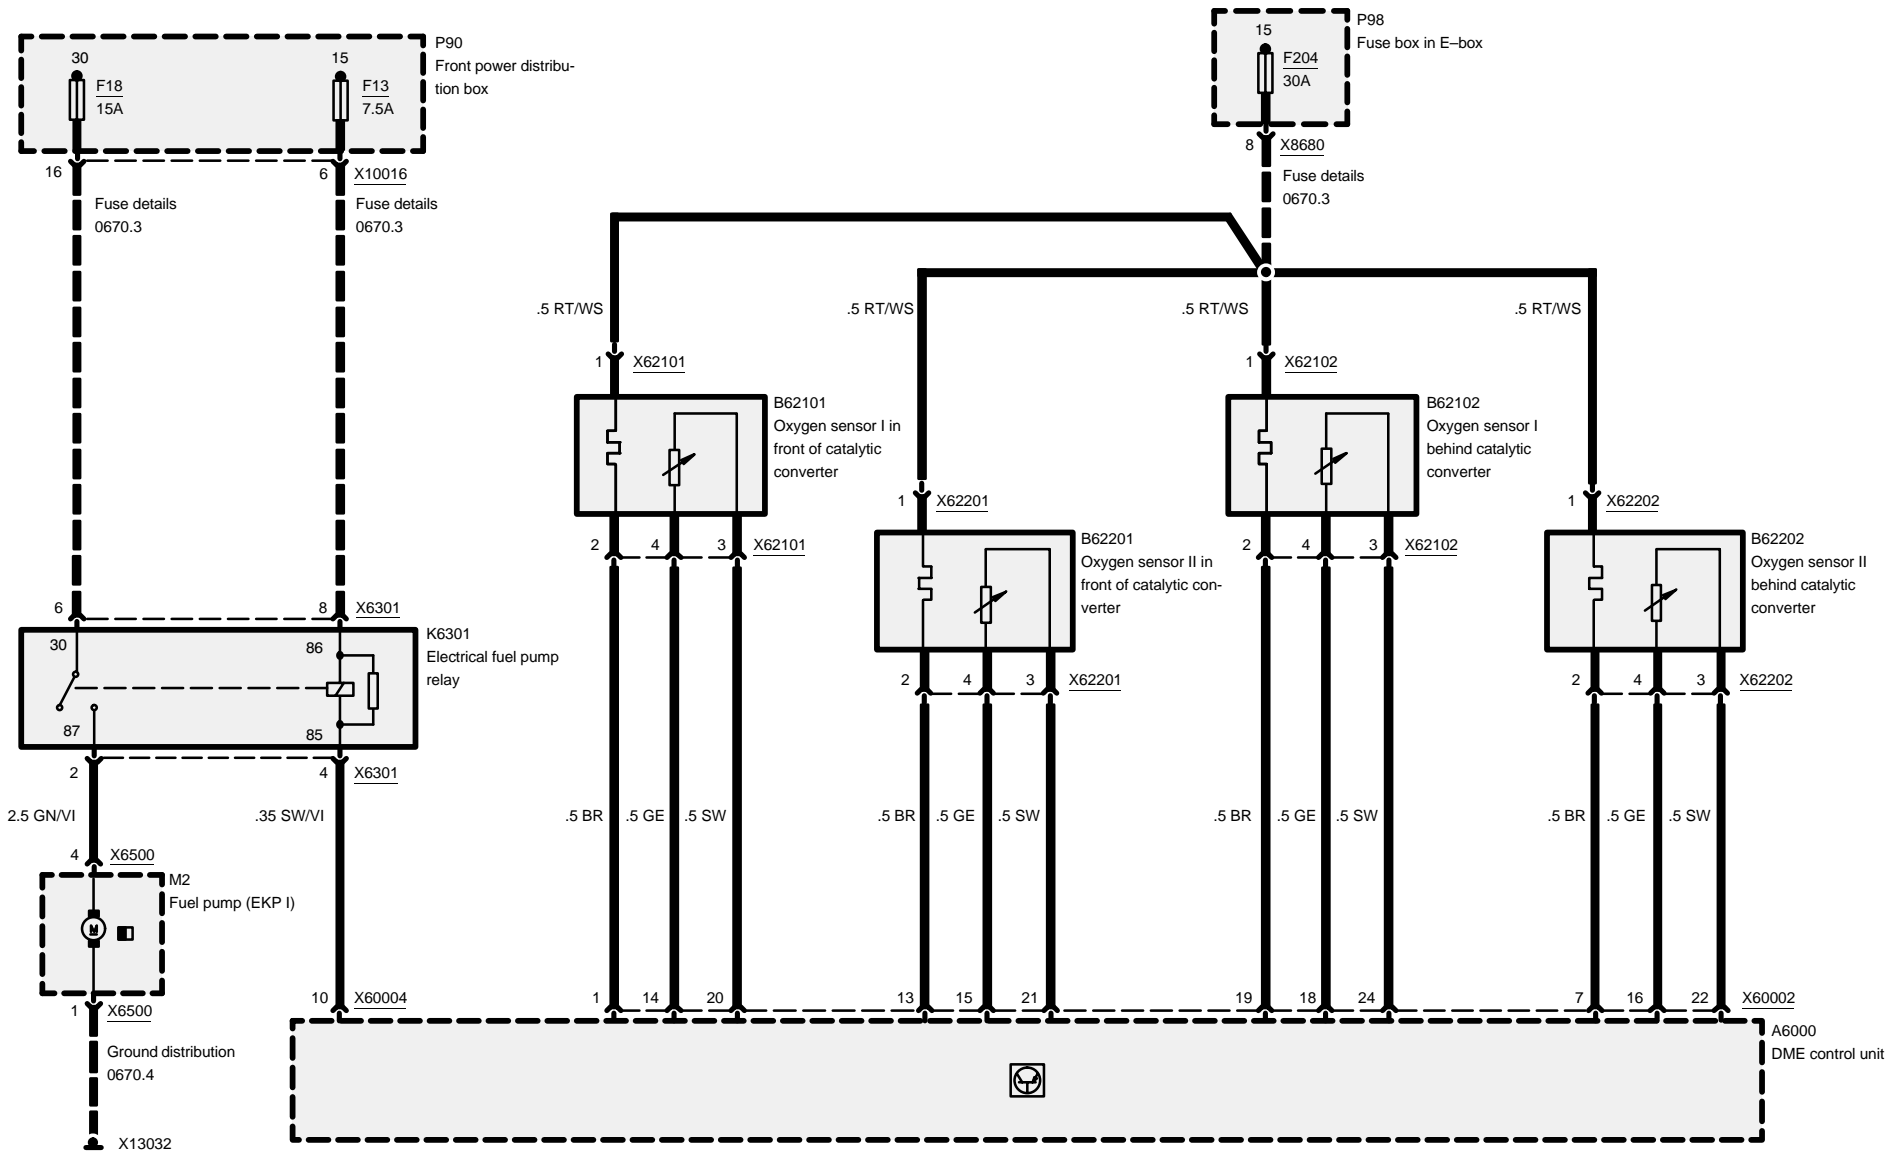 P90
Front power distribu-
tion box
30
F18
15A
15
F13
7.5A
16
6
X10016
Fuse details
0670.3
Fuse details
0670.3
P98
Fuse box in E–box
15
F204
30A
8
X8680
Fuse details
0670.3
.5 RT/WS
.5 RT/WS
.5 RT/WS
.5 RT/WS
1
X62101
B62101
Oxygen sensor I in
front of catalytic
converter
2
4
3
X62101
1
X62201
B62201
Oxygen sensor II in
front of catalytic con-
verter
2
4
3
X62201
1
X62102
B62102
Oxygen sensor I
behind catalytic
converter
2
4
3
X62102
1
X62202
B62202
Oxygen sensor II
behind catalytic
converter
2
4
3
X62202
6
8
X6301
30
86
87
85
K6301
Electrical fuel pump
relay
2
4
X6301
2.5 GN/VI
.35 SW/VI
.5 BR
.5 GE
.5 SW
.5 BR
.5 GE
.5 SW
.5 BR
.5 GE
.5 SW
.5 BR
.5 GE
.5 SW
4
X6500
M2
Fuel pump (EKP I)
M
1
X6500
Ground distribution
0670.4
X13032
10
X60004
1
14
20
13
15
21
19
18
24
7
16
22
X60002
A6000
DME control unit